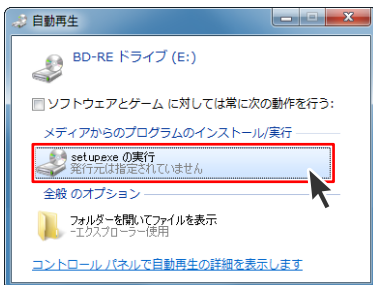 自動再生
BD-RE ドライブ (E:)
ソフトウェアとゲーム に対しては常に次の動作を行う:
メディアからのプログラムのインストール/実行
setup.exe の実行
発行元は指定されていません
全般 のオプション
フォルダーを開いてファイルを表示
-エクスプローラー使用
コントロール パネルで自動再生の詳細を表示します